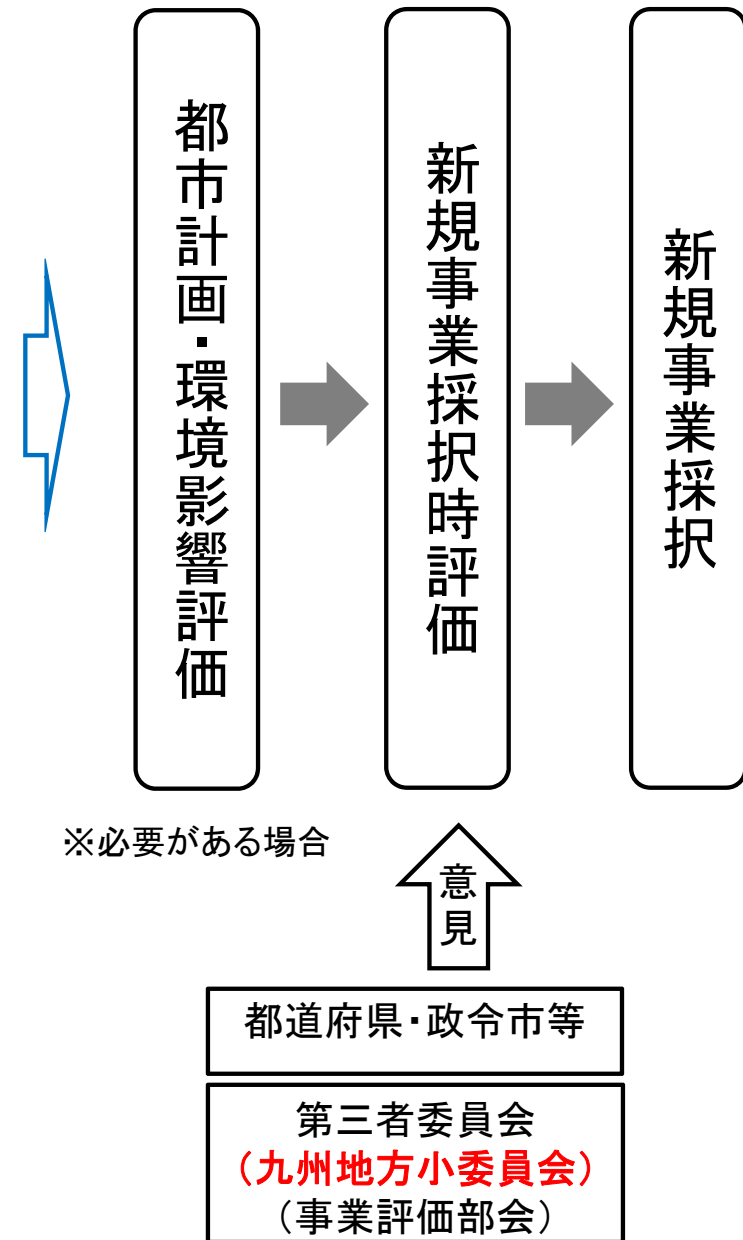 都市計画・環境影響評価
新規事業採択時評価
新規事業採択
※必要がある場合
意見
都道府県・政令市等
第三者委員会
（九州地方小委員会）
（事業評価部会）